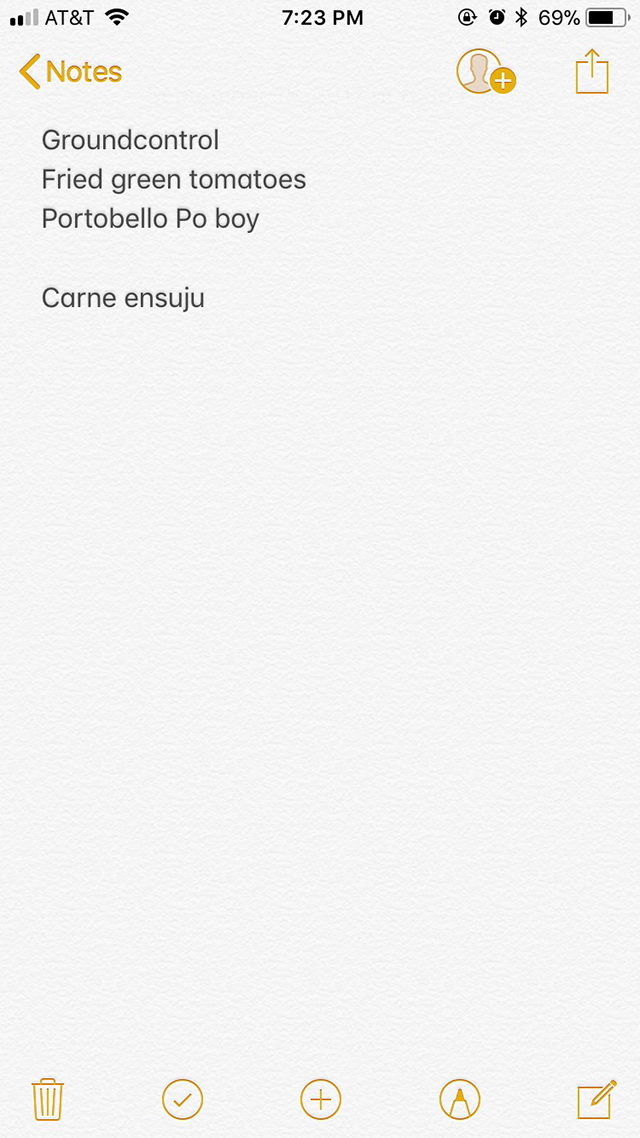 AT&T 7:23 PM 69%
Notes
Groundcontrol
Fried green tomatoes
Portobello Po boy
Carne ensuju